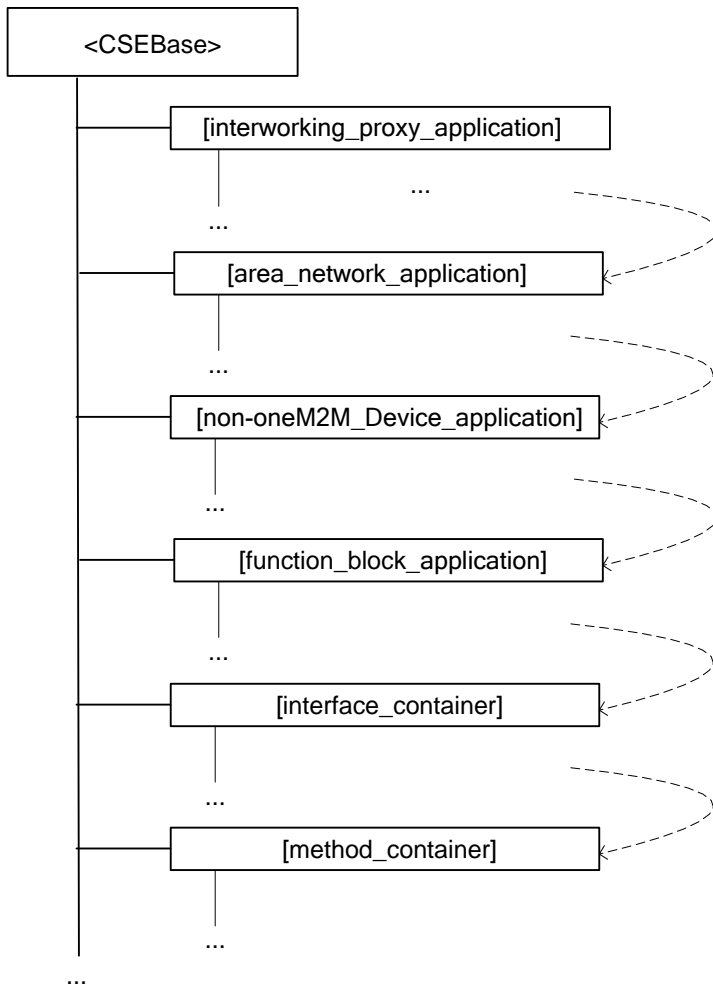 <CSEBase>
[interworking_proxy_application]
...
...
[area_network_application]
...
[non-oneM2M_Device_application]
...
[function_block_application]
...
[interface_container]
...
[method_container]
...
...